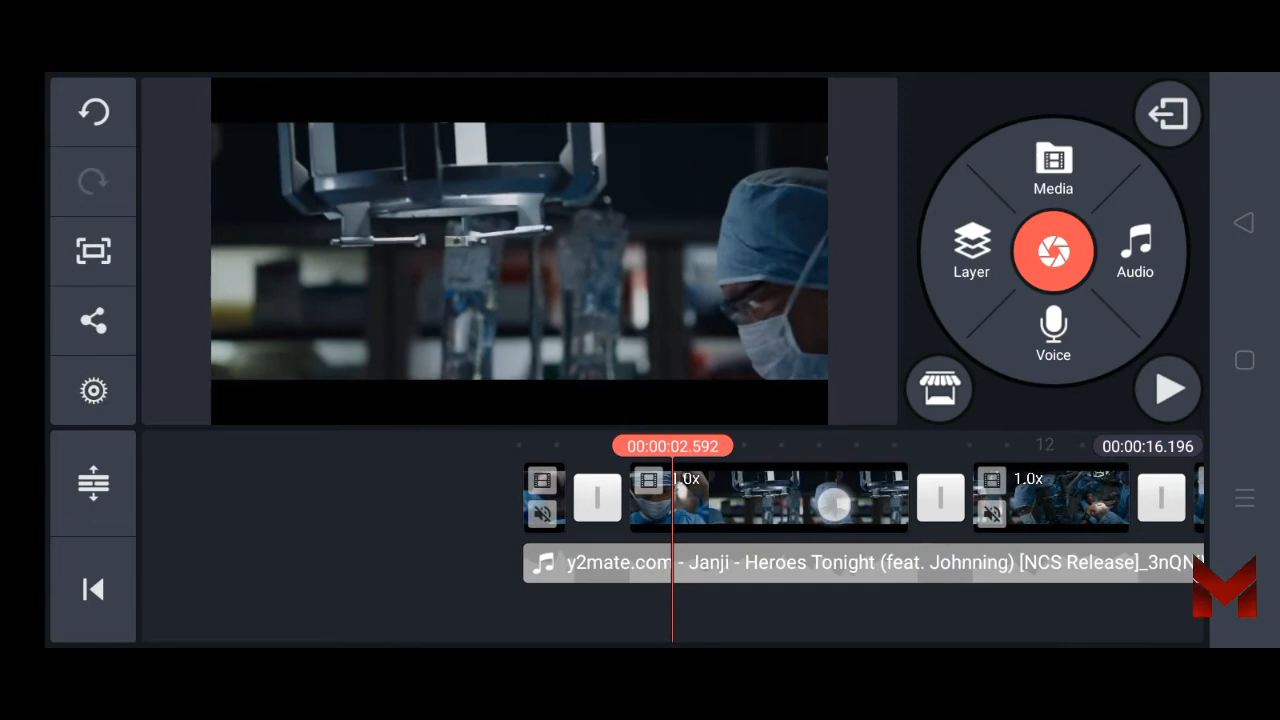 Media
Layer
Audio
Voice
00:00:02.592
12
00:00:16.196
1.0x
1.0x
y2mate.com - Janji - Heroes Tonight (feat. Johnning) [NCS Release]_3nQN
M